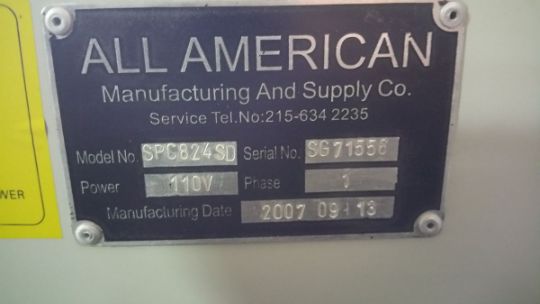 ALL AMERICAN
Manufacturing And Supply Co.
Service Tel.No:215-634 2235
Model No. SPC824SD Serial No. SG71556
Power 110V Phase 1
Manufacturing Date 2007 09 13
WER